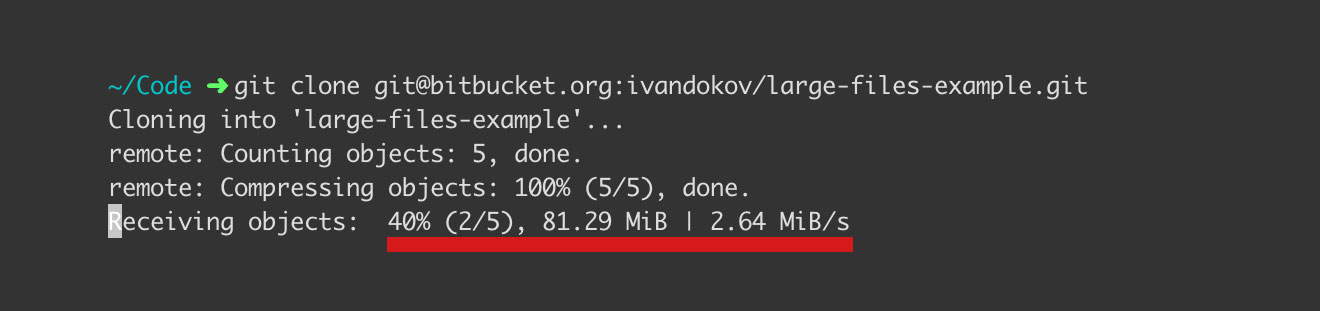 ~/Code ➜ git clone git@bitbucket.org:ivandokov/large-files-example.git
Cloning into 'large-files-example'...
remote: Counting objects: 5, done.
remote: Compressing objects: 100% (5/5), done.
Receiving objects:  40% (2/5), 81.29 MiB | 2.64 MiB/s